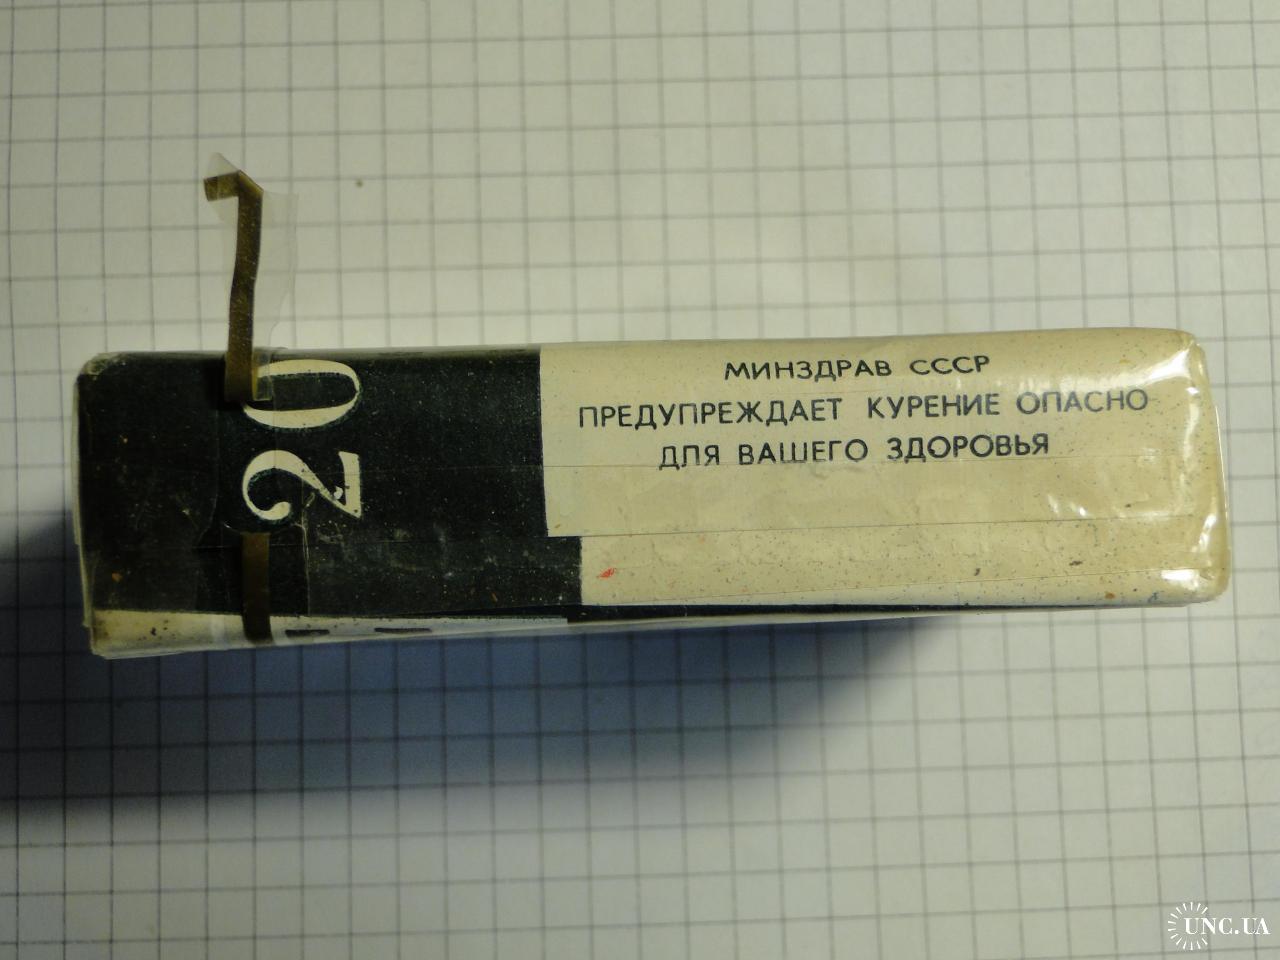 МИНЗДРАВ СССР
ПРЕДУПРЕЖДАЕТ КУРЕНИЕ ОПАСНО
ДЛЯ ВАШЕГО ЗДОРОВЬЯ
20
UNC.UA